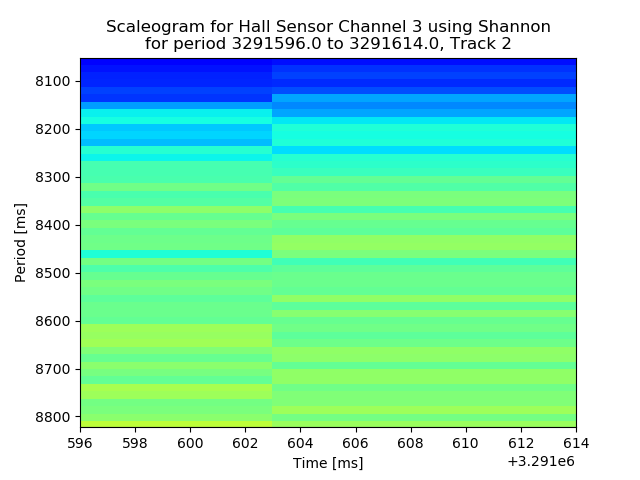 Scaleogram for Hall Sensor Channel 3 using Shannon
for period 3291596.0 to 3291614.0, Track 2
8100
8200
8300
8400
8500
8600
8700
8800
Period [ms]
596 598 600 602 604 606 608 610 612 614
Time [ms]
+3.291e6